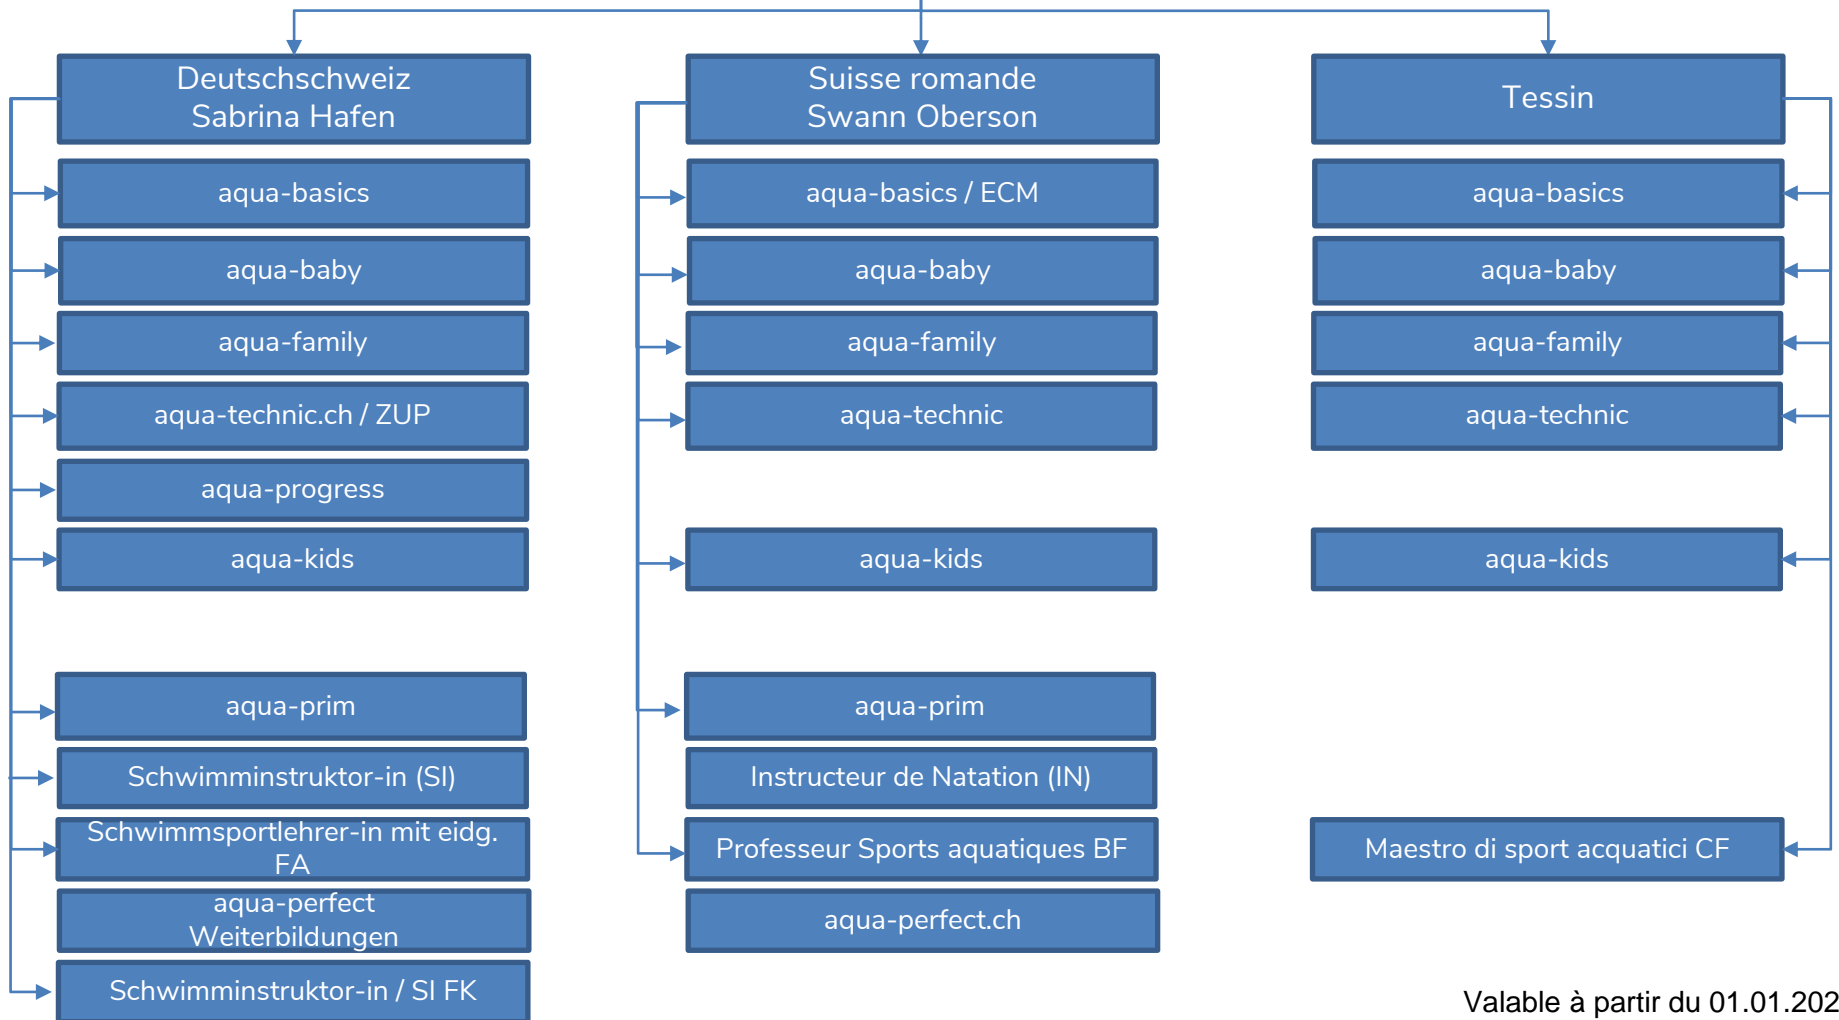 Deutschschweiz
Sabrina Hafen
aqua-basics
aqua-baby
aqua-family
aqua-technic.ch / ZUP
aqua-progress
aqua-kids
aqua-prim
Schwimminstruktor-in (SI)
Schwimmsportlehrer-in mit eidg.
FA
aqua-perfect
Weiterbildungen
Schwimminstruktor-in / SI FK
Suisse romande
Swann Oberson
aqua-basics / ECM
aqua-baby
aqua-family
aqua-technic
aqua-kids
aqua-prim
Instructeur de Natation (IN)
Professeur Sports aquatiques BF
aqua-perfect.ch
Tessin
aqua-basics
aqua-baby
aqua-family
aqua-technic
aqua-kids
Maestro di sport acquatici CF
Valable à partir du 01.01.202